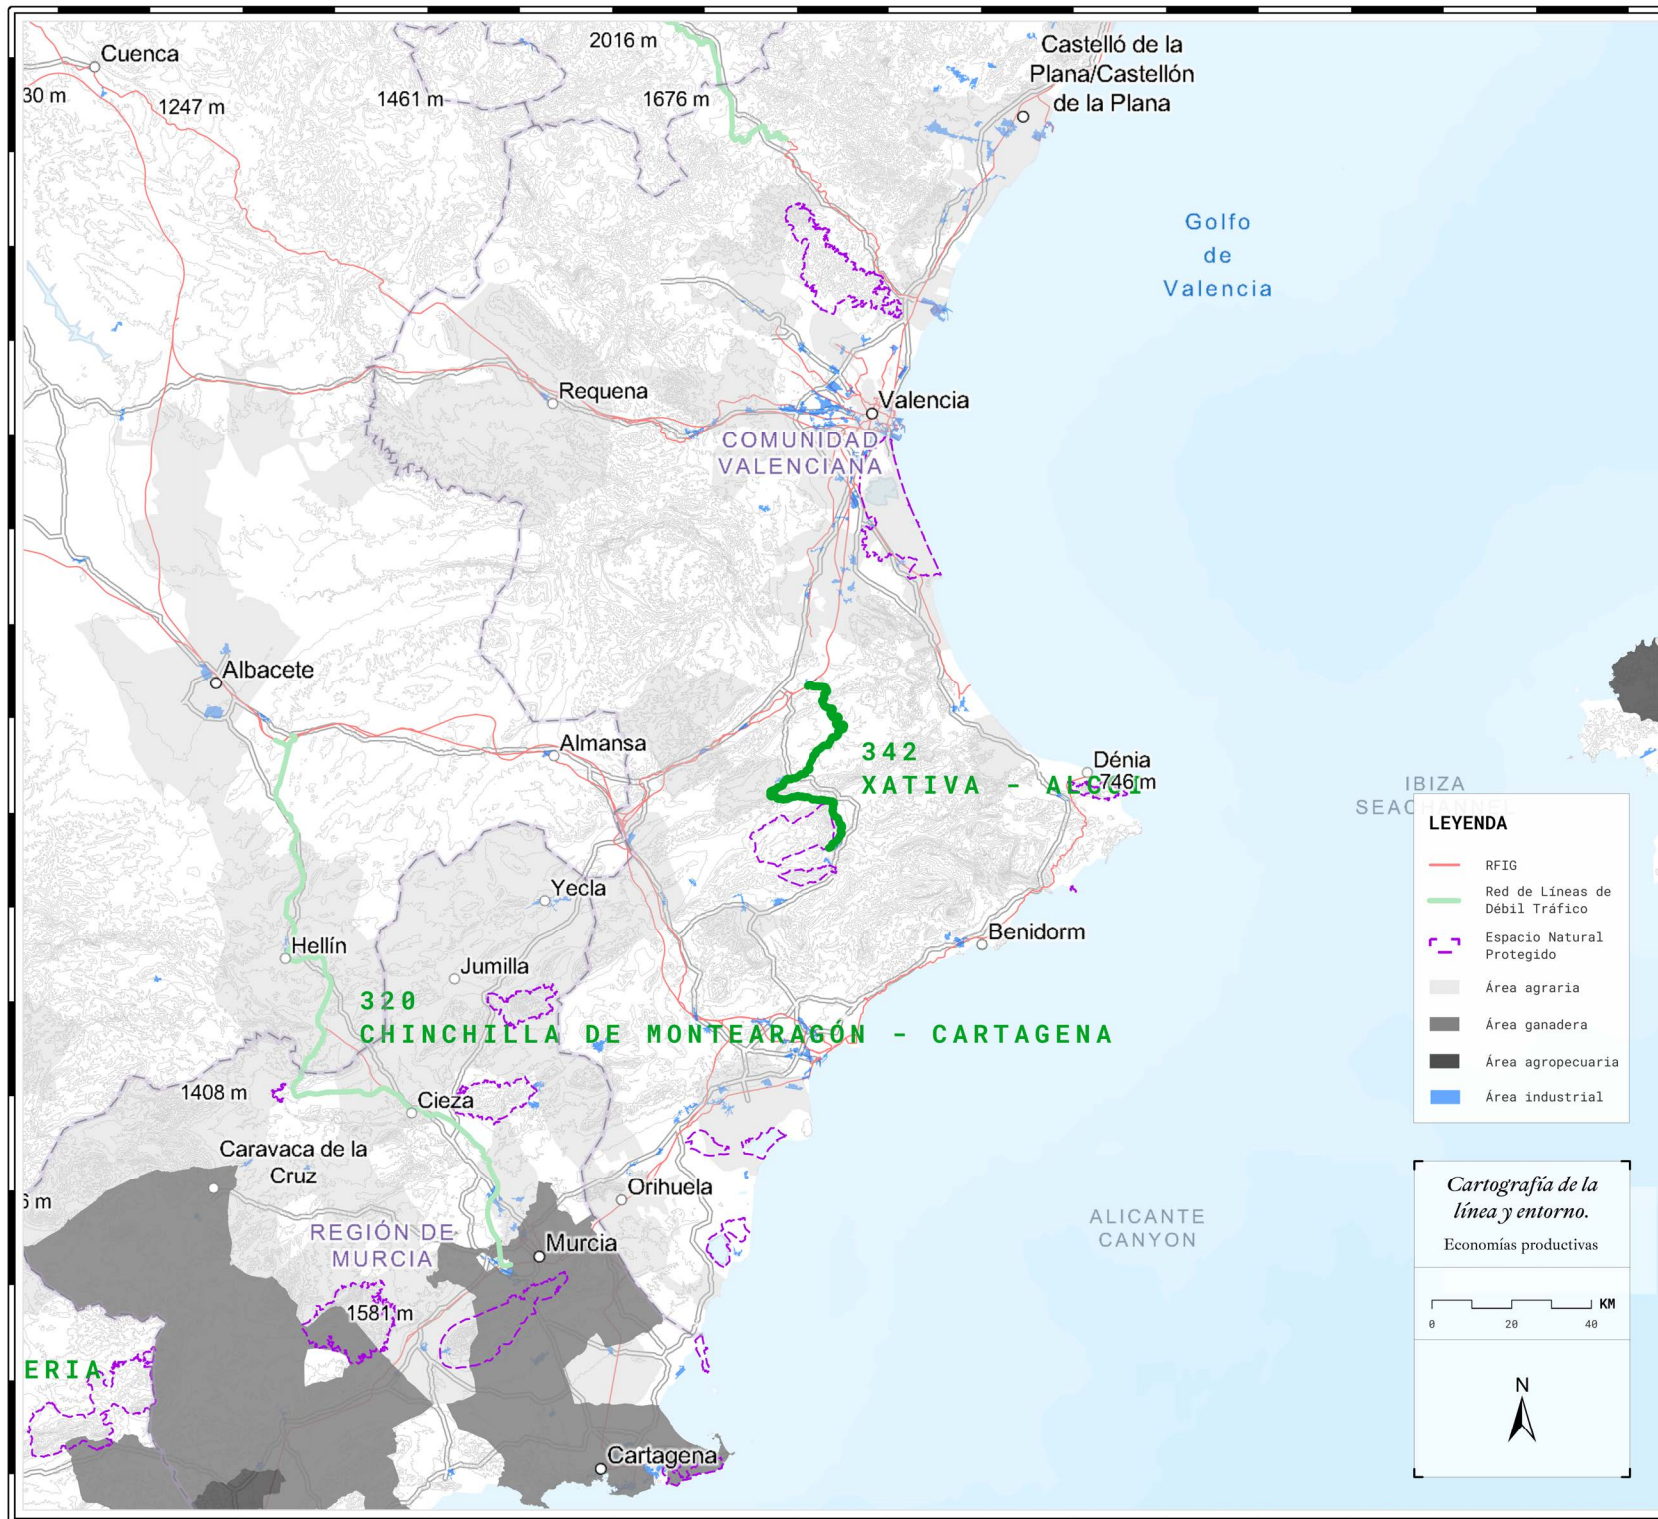 Cuenca
2016 m
Castelló de la
Plana/Castellón
de la Plana
30 m
1247 m
1461 m
1676 m
Golfo
de
Valencia
Requena
Valencia
COMUNIDAD
VALENCIANA
Albacete
Almansa
342
XATIVA - ALCOI
Dénia
746 m
IBIZA
SEACHANNEL
Yecla
Hellín
Jumilla
Benidorm
320
CHINCHILLA DE MONTEARAGÓN - CARTAGENA
1408 m
Cieza
Caravaca de la
Cruz
6 m
Orihuela
REGIÓN DE
MURCIA
Murcia
ALICANTE
CANYON
1581 m
ERIA
Cartagena
LEYENDA
RFIG
Red de Líneas de
Débil Tráfico
Espacio Natural
Protegido
Área agraria
Área ganadera
Área agropecuaria
Área industrial
Cartografía de la
línea y entorno.
Economías productivas
KM
0 20 40
N